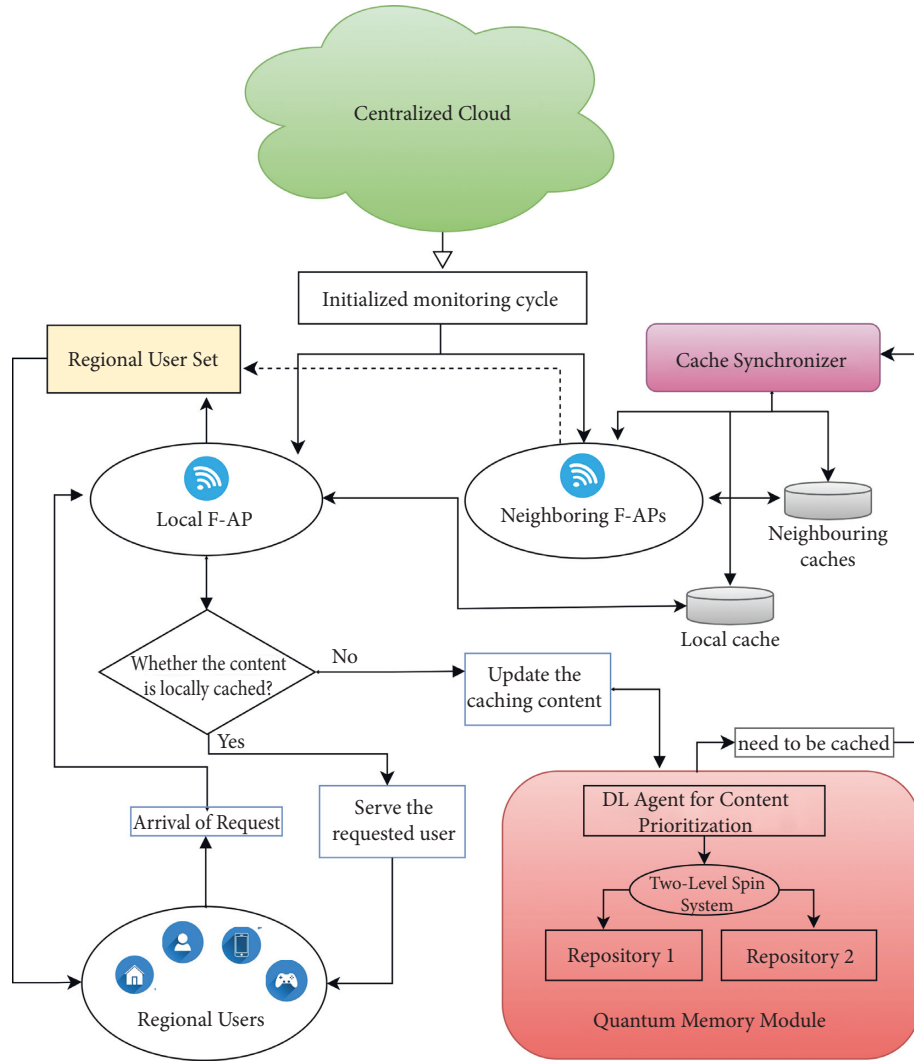 Centralized Cloud
Initialized monitoring cycle
Regional User Set
Cache Synchronizer
Local F-AP
Neighboring F-APs
Neighbouring
caches
Local cache
Whether the content
is locally cached?
No
Update the
caching content
Yes
need to be cached
Arrival of Request
Serve the
requested user
DL Agent for Content
Prioritization
Two-Level Spin
System
Repository 1
Repository 2
Regional Users
Quantum Memory Module